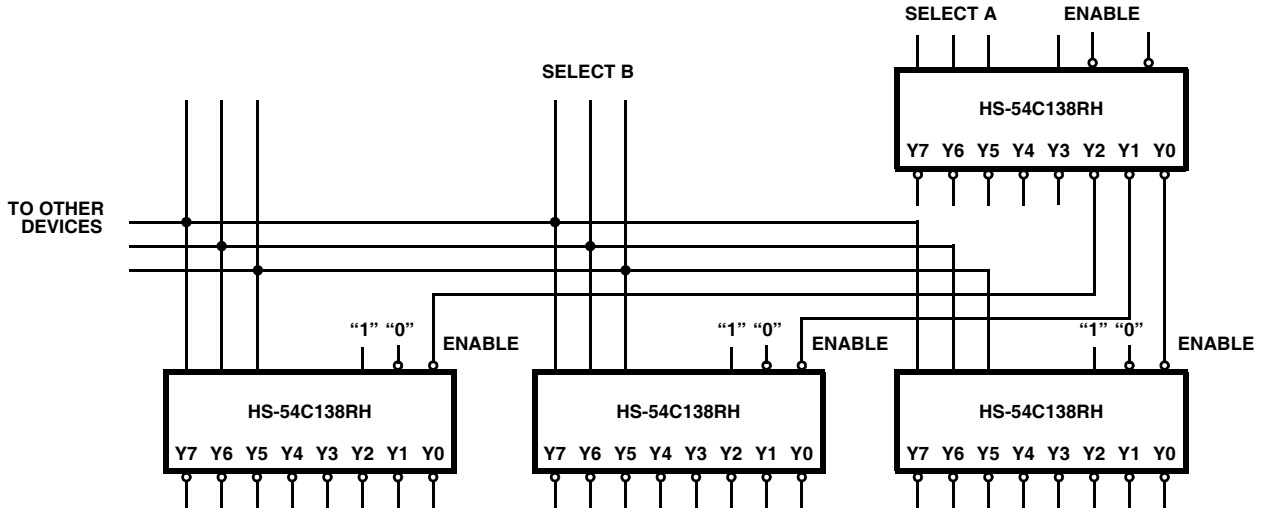 SELECT A ENABLE
SELECT B
HS-54C138RH
Y7 Y6 Y5 Y4 Y3 Y2 Y1 Y0
TO OTHER
DEVICES
“1” “0” “1” “0” “1” “0”
ENABLE ENABLE ENABLE
HS-54C138RH HS-54C138RH HS-54C138RH
Y7 Y6 Y5 Y4 Y3 Y2 Y1 Y0 Y7 Y6 Y5 Y4 Y3 Y2 Y1 Y0 Y7 Y6 Y5 Y4 Y3 Y2 Y1 Y0